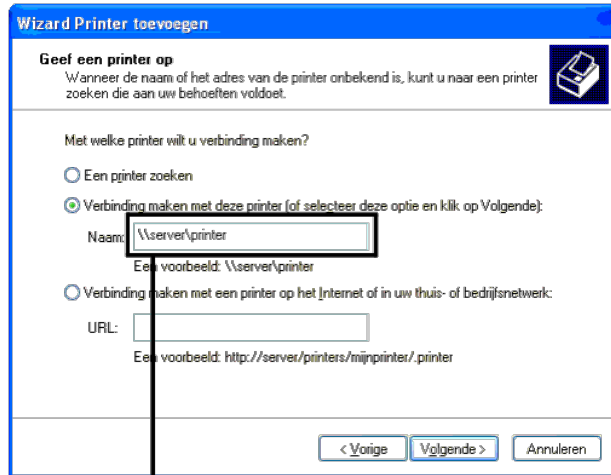 Wizard Printer toevoegen
Geef een printer op
Wanneer de naam of het adres van de printer onbekend is, kunt u naar een printer
zoeken die aan uw behoeften voldoet.
Met welke printer wilt u verbinding maken?
Een printer zoeken
Verbinding maken met deze printer (of selecteer deze optie en klik op Volgende):
Naam: \\server\printer
Een voorbeeld: \\server\printer
Verbinding maken met een printer op het Internet of in uw thuis- of bedrijfsnetwerk:
URL:
Een voorbeeld: http://server/printers/mijnprinter/.printer
< Vorige Volgende > Annuleren